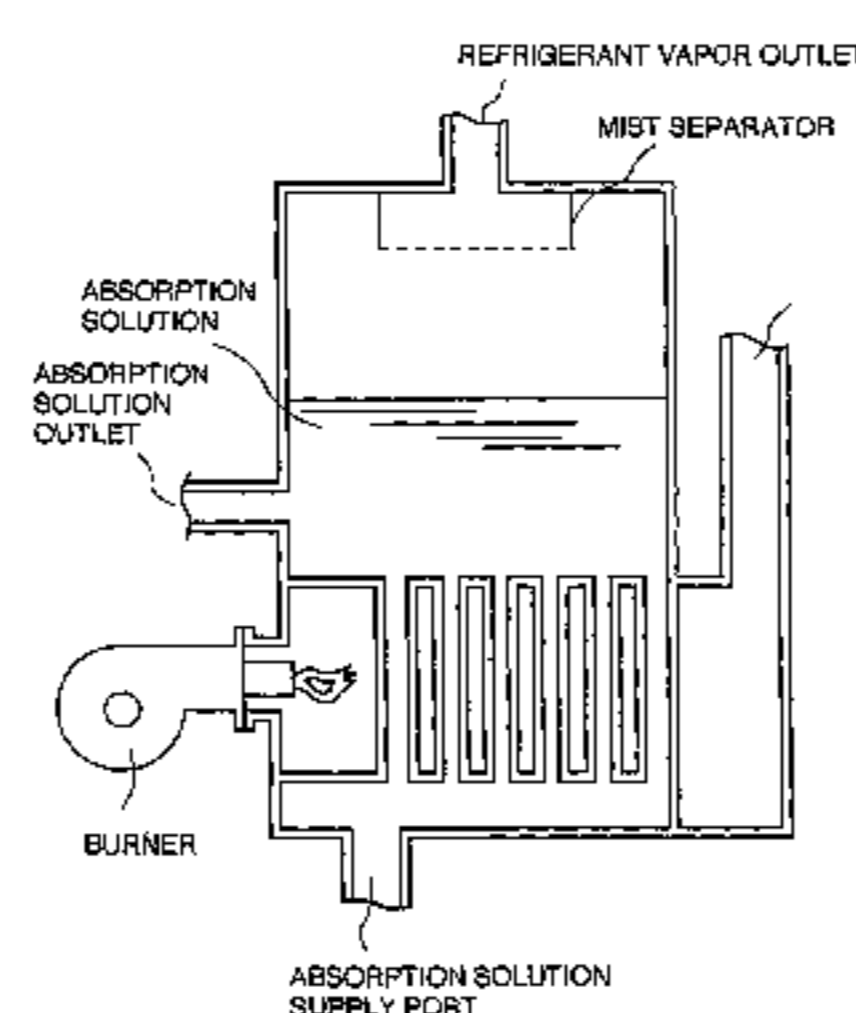 REFRIGERANT VAPOR OUTLET
MIST SEPARATOR
ABSORPTION
SOLUTION
ABSORPTION
SOLUTION
OUTLET
BURNER
ABSORPTION SOLUTION
SUPPLY PORT